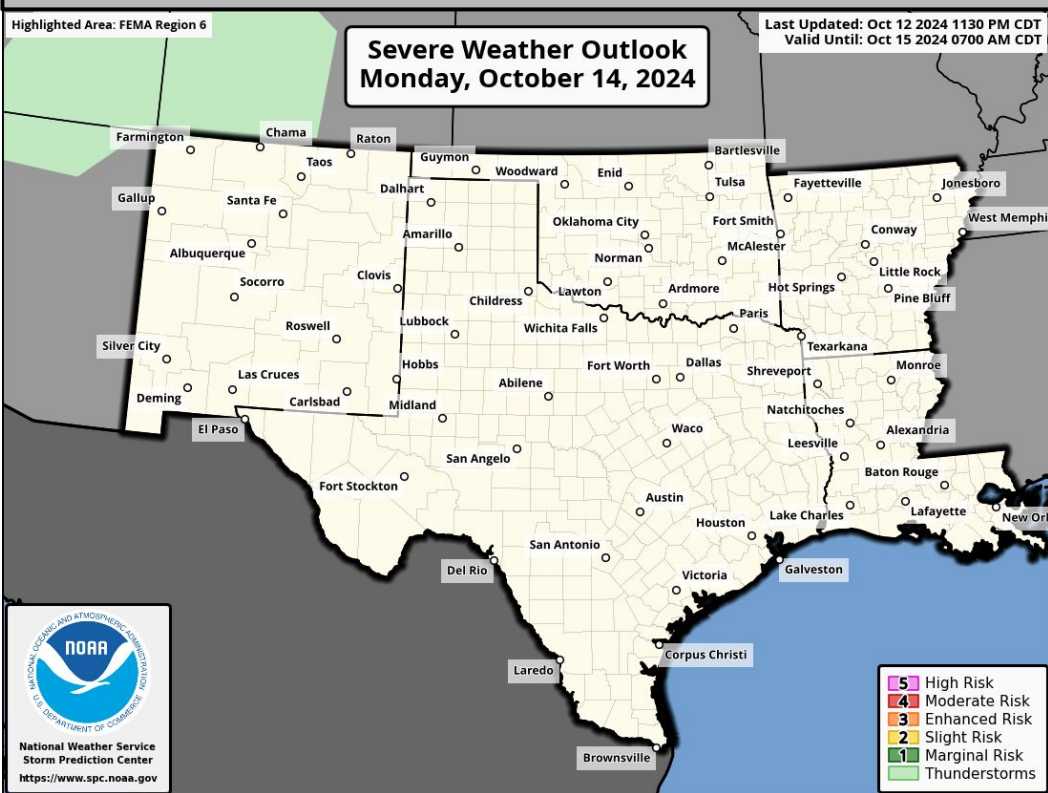 Highlighted Area: FEMA Region 6
Last Updated: Oct 12 2024 1130 PM CDT
Valid Until: Oct 15 2024 0700 AM CDT
Severe Weather Outlook
Monday, October 14, 2024
Farmington
Chama
Raton
Taos
Guymon
Woodward
Enid
Bartlesville
Tulsa
Fayetteville
Jonesboro
Gallup
Santa Fe
Dalhart
Oklahoma City
Fort Smith
West Memphi
Albuquerque
Amarillo
Norman
McAlester
Conway
Socorro
Clovis
Childress
Lawton
Ardmore
Hot Springs
Little Rock
Pine Bluff
Roswell
Lubbock
Wichita Falls
Paris
Texarkana
Silver City
Hobbs
Fort Worth
Dallas
Shreveport
Monroe
Deming
Las Cruces
Carlsbad
Midland
Abilene
Natchitoches
El Paso
San Angelo
Waco
Leesville
Alexandria
Fort Stockton
Austin
Baton Rouge
Houston
Lake Charles
Lafayette
New Orl
Del Rio
San Antonio
Galveston
Victoria
Laredo
Corpus Christi
Brownsville
NATIONAL OCEANIC AND ATMOSPHERIC ADMINISTRATION
NOAA
U.S. DEPARTMENT OF COMMERCE
National Weather Service
Storm Prediction Center
https://www.spc.noaa.gov
5 High Risk
4 Moderate Risk
3 Enhanced Risk
2 Slight Risk
1 Marginal Risk
Thunderstorms